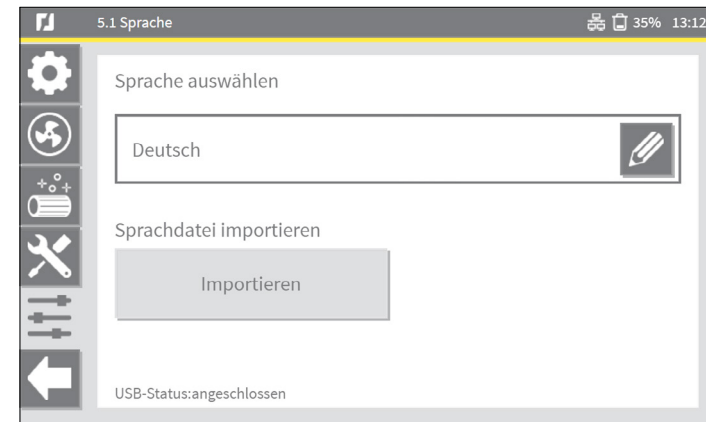 5.1 Sprache 35% 13:12
Sprache auswählen
Deutsch
Sprachdatei importieren
Importieren
USB-Status:angeschlossen